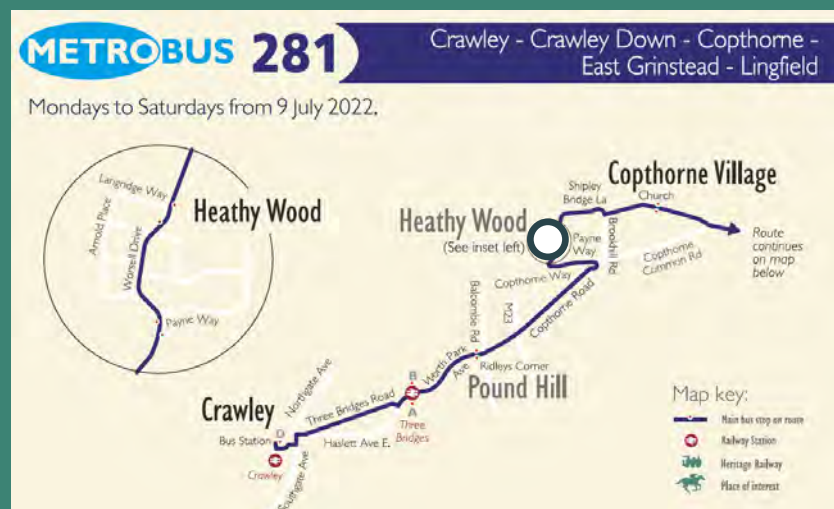 METROBUS 281
Crawley - Crawley Down - Copthorne -
East Grinstead - Lingfield
Mondays to Saturdays from 9 July 2022.
Langridge Way
Arnold Place
Heathy Wood
Worsell Drive
Payne Way
Copthorne Village
Shipley
Bridge La
Church
Heathy Wood
(See inset left)
Payne
Way
Brookhill Rd
Copthorne
Common Rd
Route
continues
on map
below
Copthorne Way
Balcombe Rd
M23
Copthorne Road
Worth Park
Ave
Ridleys Corner
Pound Hill
B
A
Three
Bridges
Crawley
Northgate Ave
Three Bridges Road
Haslett Ave E.
D
Bus Station
Crawley
Southgate Ave
Map key:
Main bus stop on route
Railway Station
Heritage Railway
Place of interest